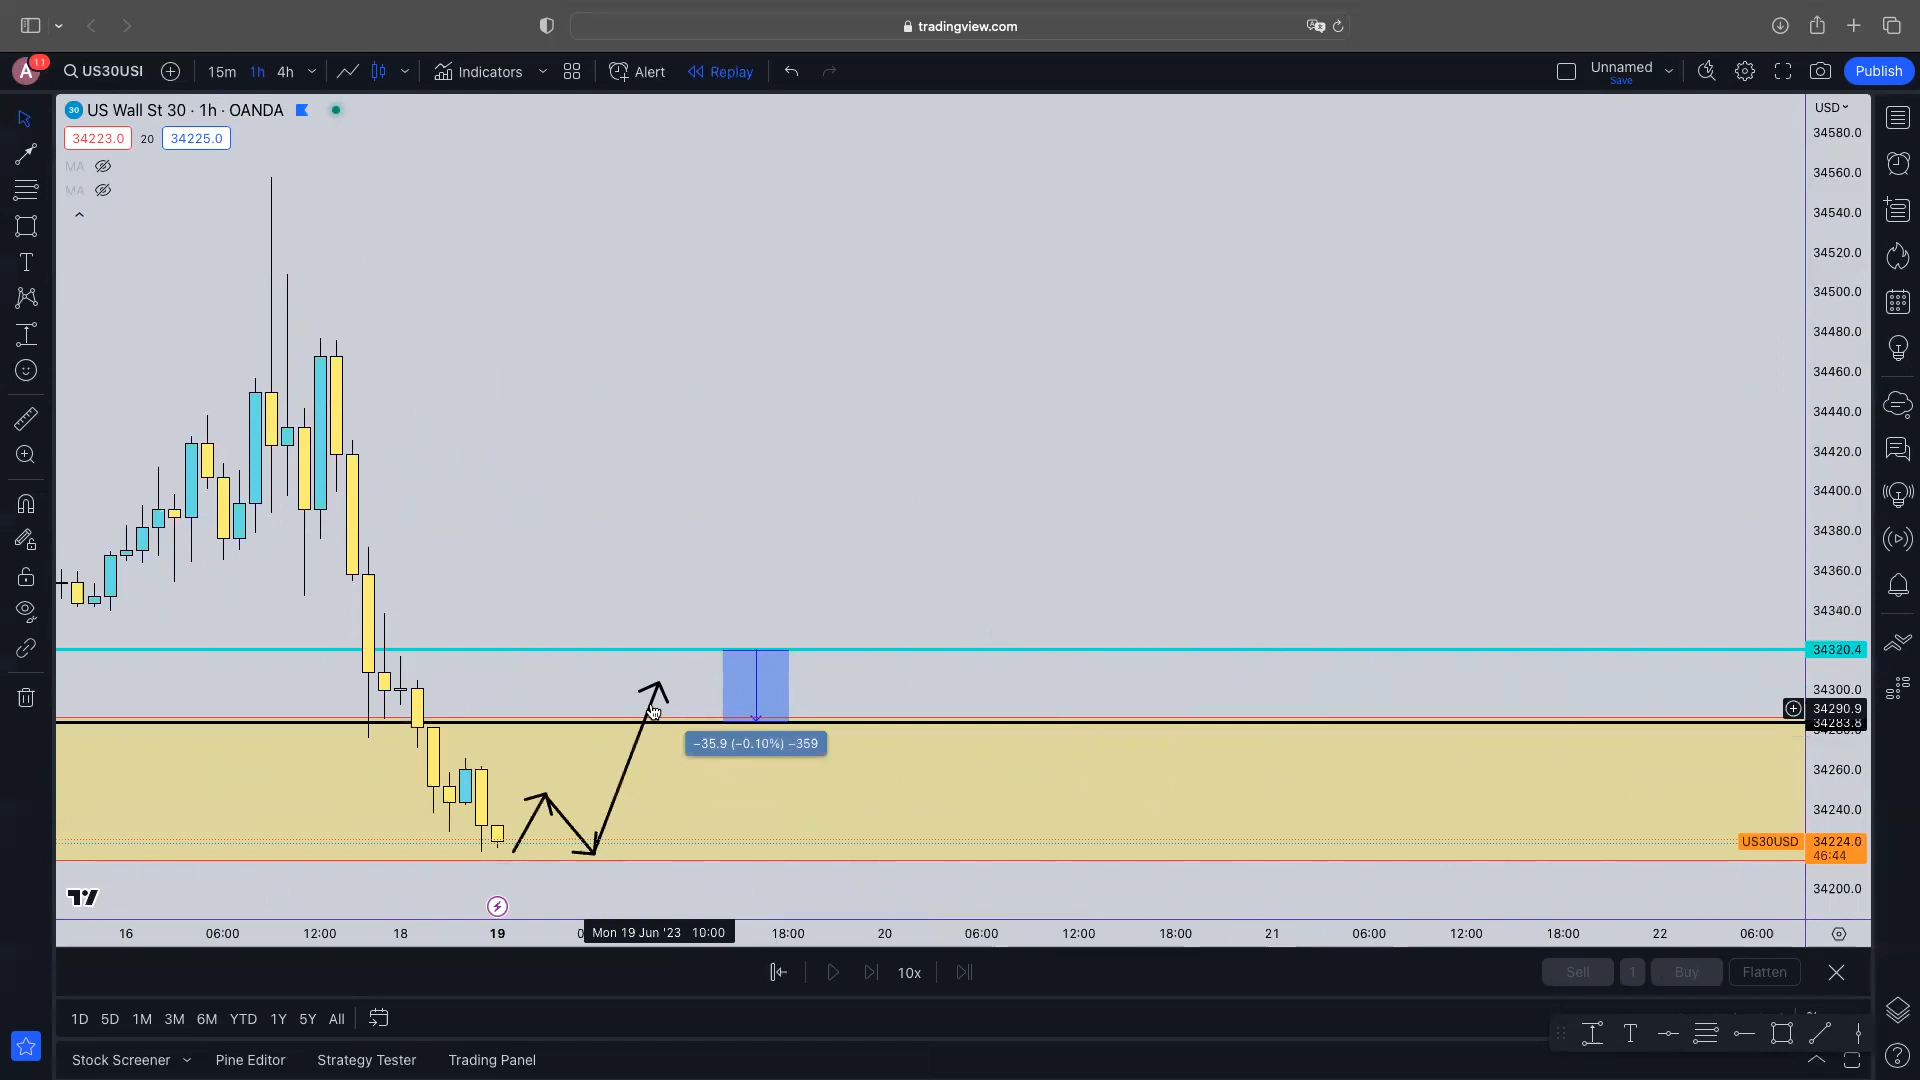 tradingview.com
A 11 US30USI 15m 1h 4h Indicators Alert Replay Unnamed Save Publish
30 US Wall St 30 · 1h · OANDA
34223.0 20 34225.0
MA
MA
USD
34580.0
34560.0
34540.0
34520.0
34500.0
34480.0
34460.0
34440.0
34420.0
34400.0
34380.0
34360.0
34340.0
34320.4
34300.0
34290.9
34283.8
34260.0
34240.0
US30USD 34224.0
46:44
34200.0
−35.9 (−0.10%) −359
16 06:00 12:00 18 19 Mon 19 Jun '23 10:00 18:00 20 06:00 12:00 18:00 21 06:00 12:00 18:00 22 06:00
10x Sell 1 Buy Flatten
1D 5D 1M 3M 6M YTD 1Y 5Y All
Stock Screener Pine Editor Strategy Tester Trading Panel